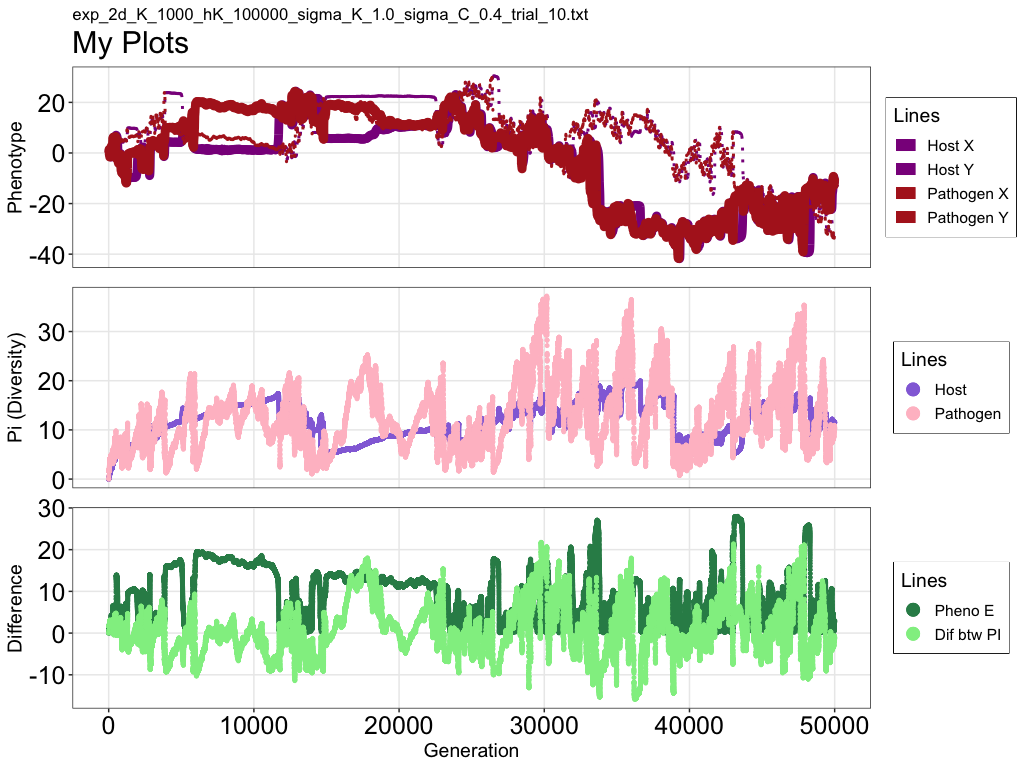 exp_2d_K_1000_hK_100000_sigma_K_1.0_sigma_C_0.4_trial_10.txt
My Plots
Phenotype
20
0
-20
-40
Lines
Host X
Host Y
Pathogen X
Pathogen Y
Pi (Diversity)
30
20
10
0
Lines
Host
Pathogen
Difference
30
20
10
0
-10
Lines
Pheno E
Dif btw PI
0 10000 20000 30000 40000 50000
Generation